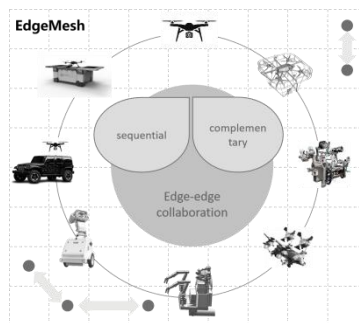 EdgeMesh
sequential
complemen
tary
Edge-edge
collaboration